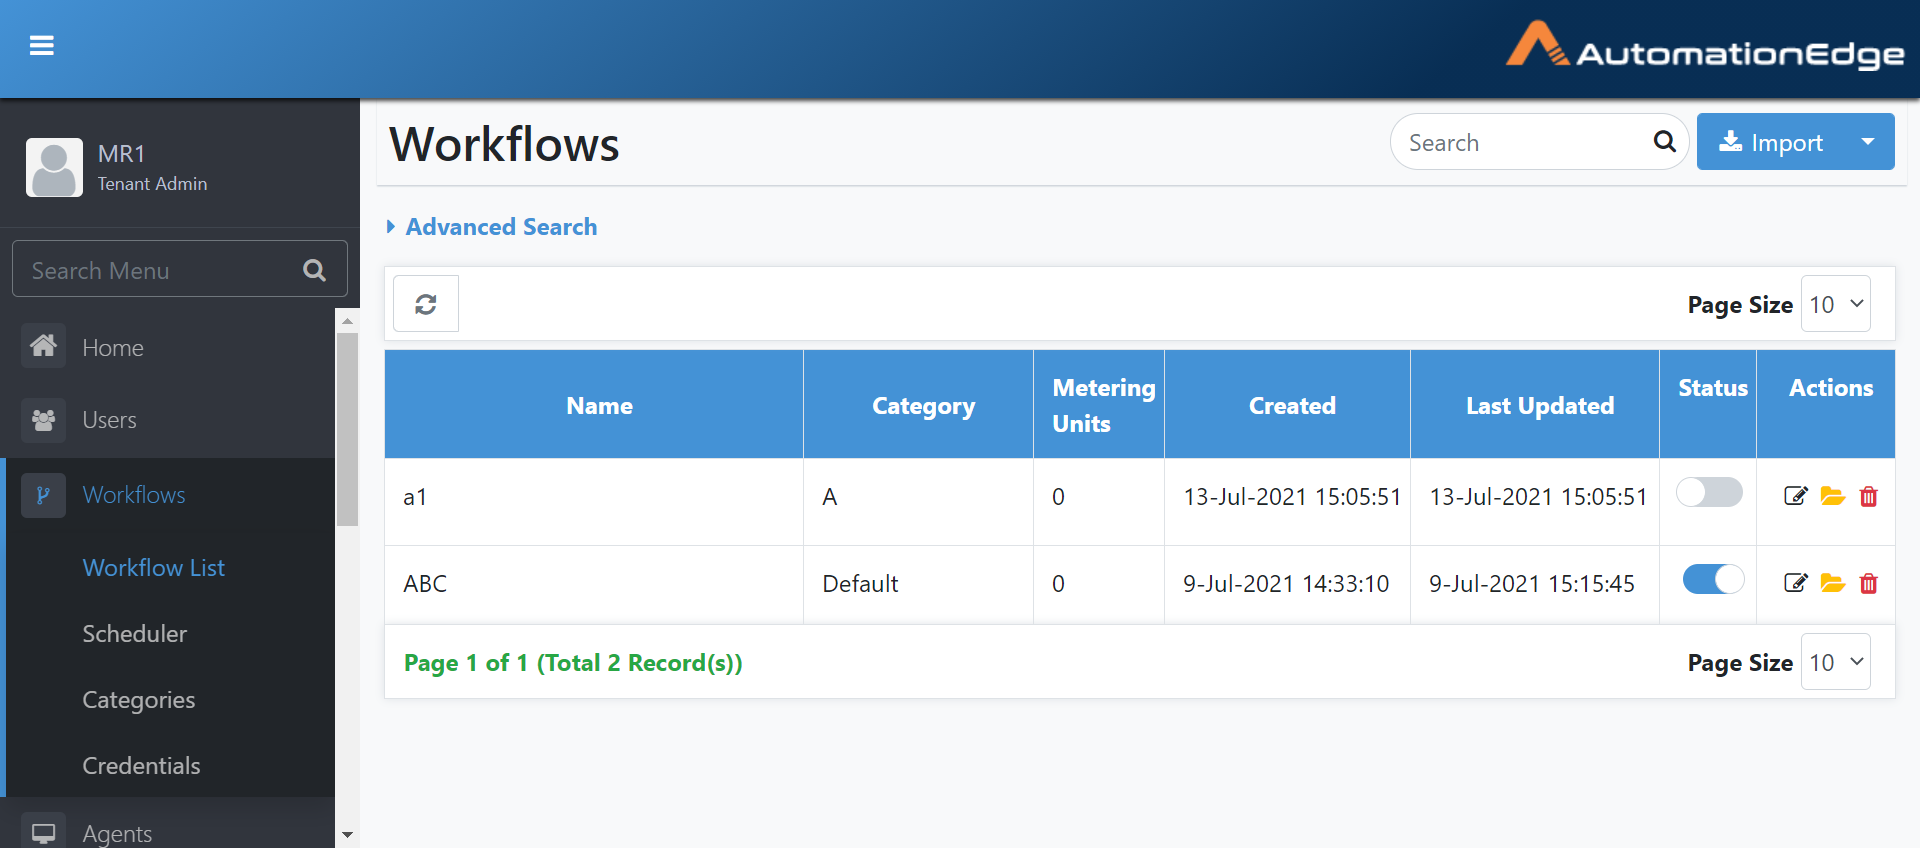 AutomationEdge
MR1
Tenant Admin
Search Menu
Home
Users
Workflows
Workflow List
Scheduler
Categories
Credentials
Agents
Workflows
Search
Import
Advanced Search
Page Size 10
Name Category Metering Units Created Last Updated Status Actions
a1 A 0 13-Jul-2021 15:05:51 13-Jul-2021 15:05:51
ABC Default 0 9-Jul-2021 14:33:10 9-Jul-2021 15:15:45
Page 1 of 1 (Total 2 Record(s)) Page Size 10